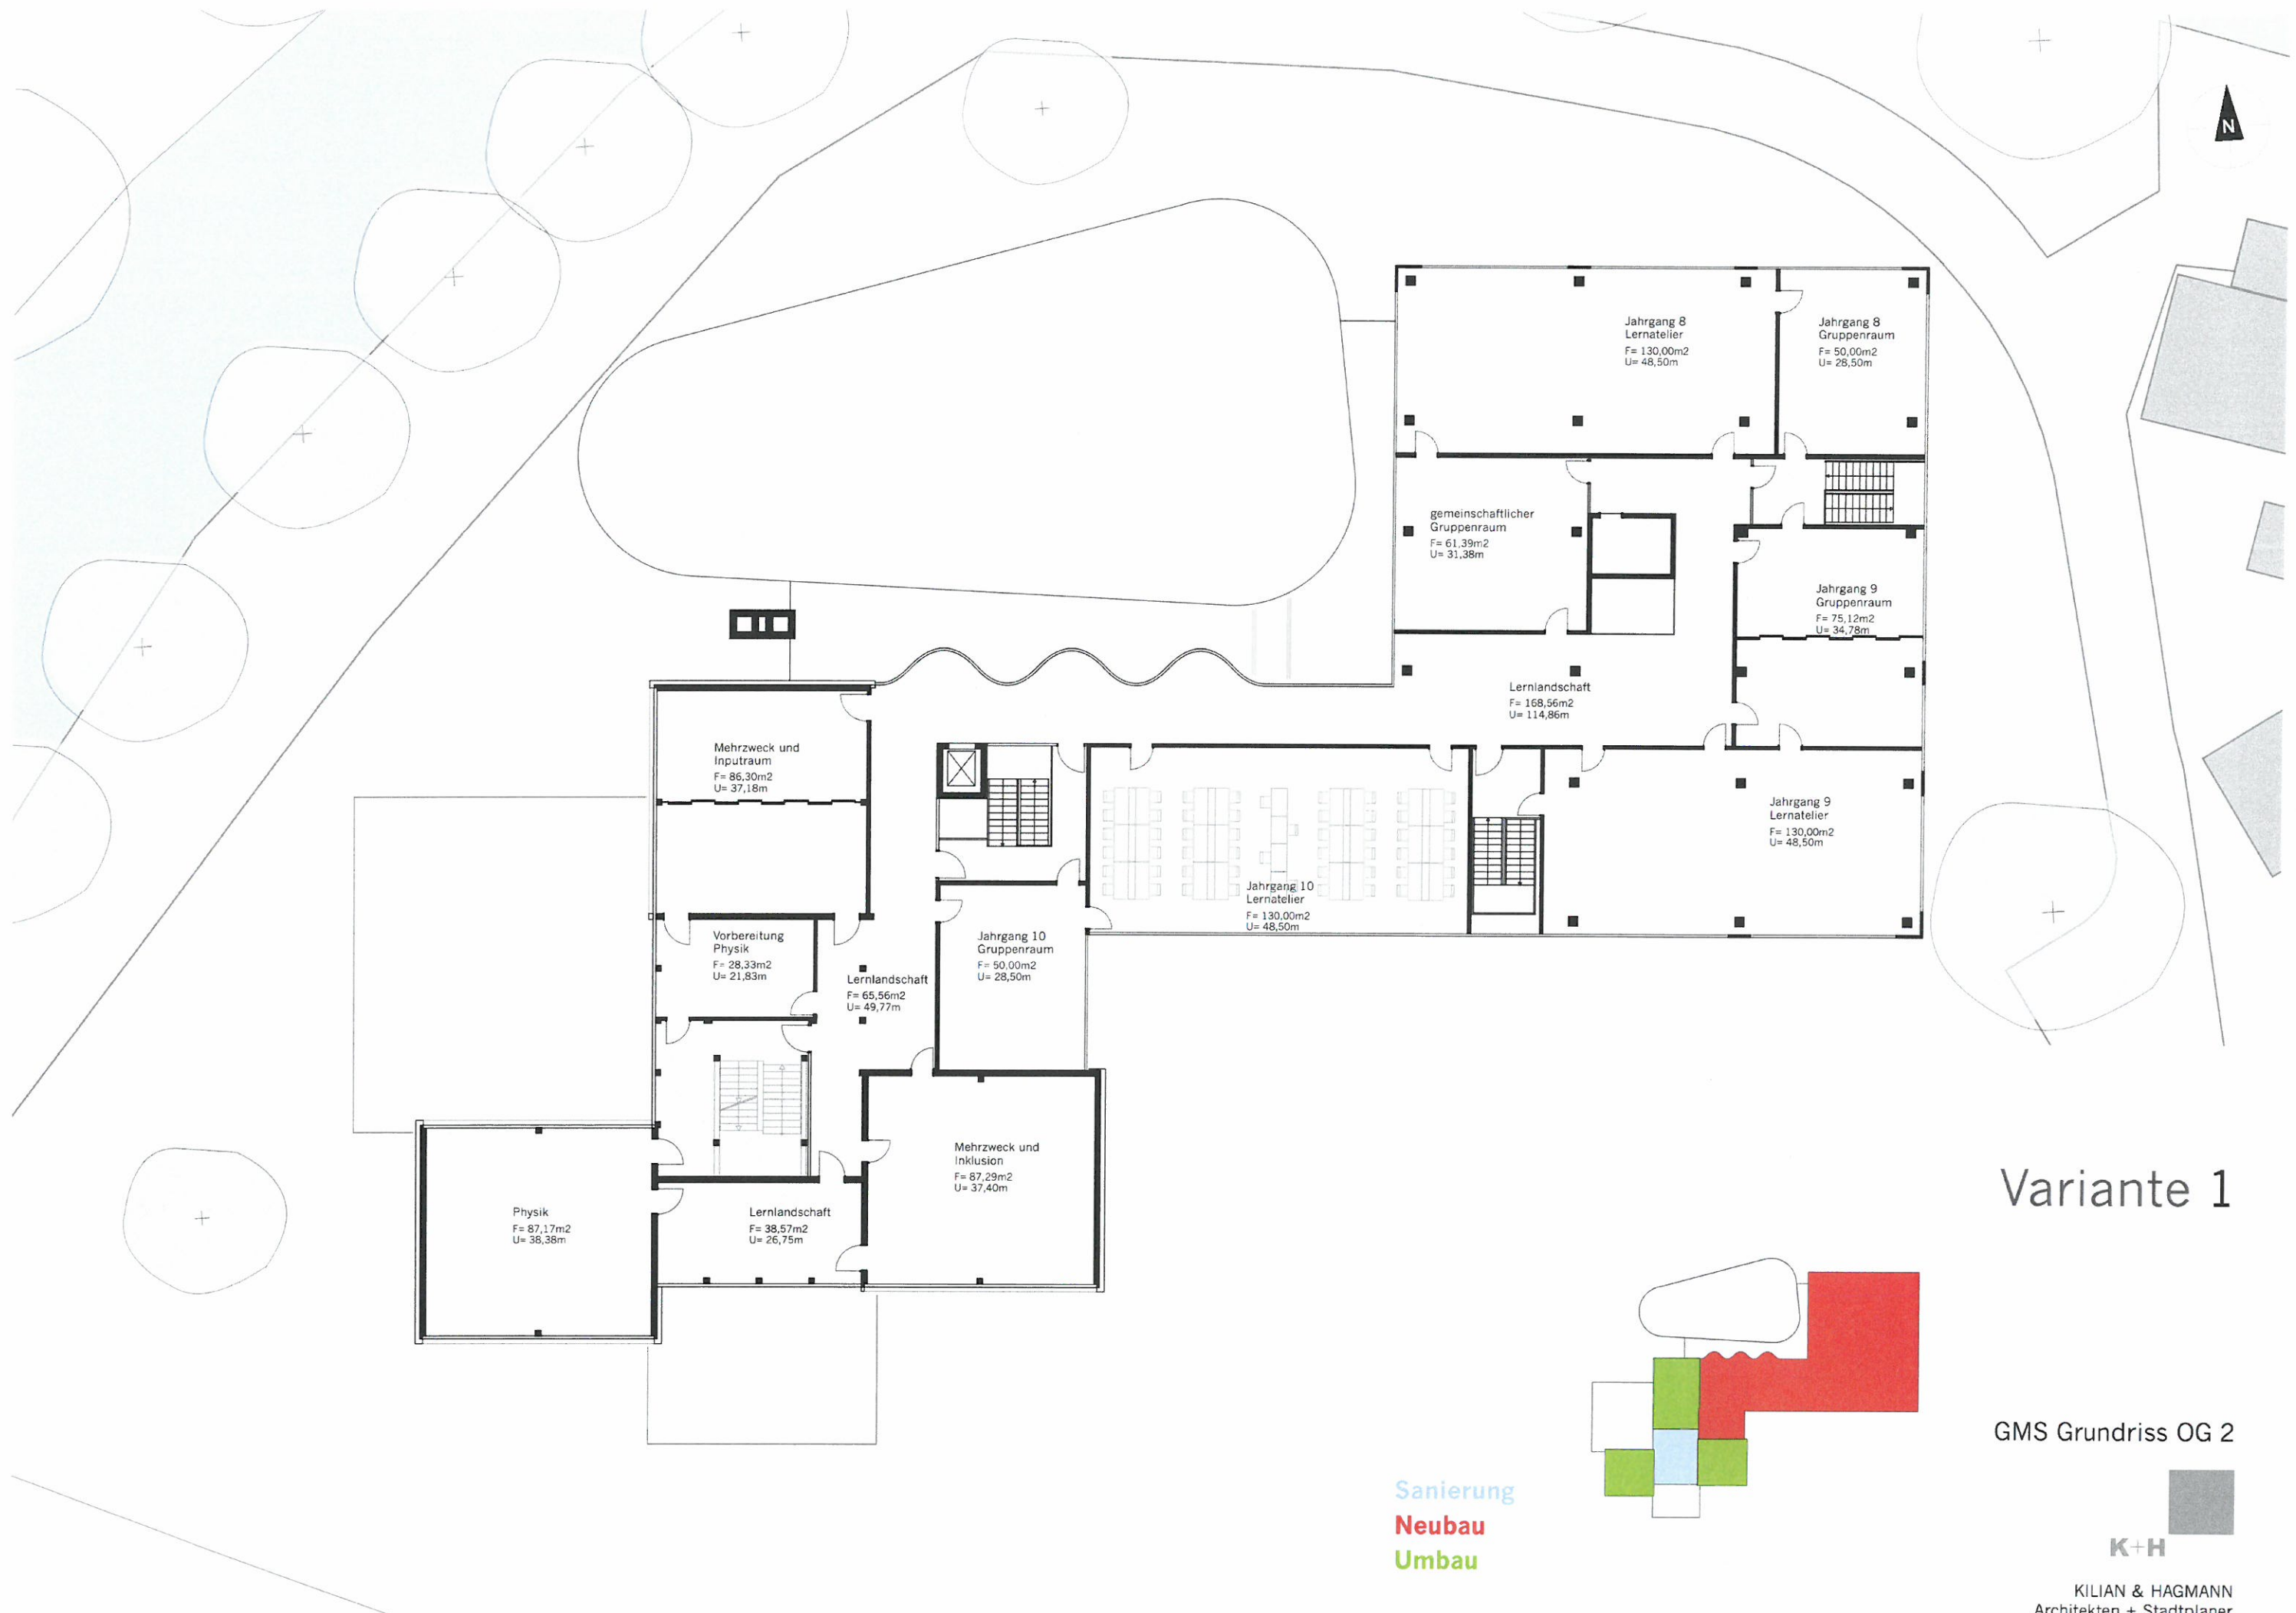 N
Jahrgang 8
Lernatelier
F= 130,00m2
U= 48,50m
Jahrgang 8
Gruppenraum
F= 50,00m2
U= 28,50m
gemeinschaftlicher
Gruppenraum
F= 61,39m2
U= 31,38m
Jahrgang 9
Gruppenraum
F= 75,12m2
U= 34,78m
Lernlandschaft
F= 168,56m2
U= 114,86m
Mehrzweck und
Inputraum
F= 86,30m2
U= 37,18m
Jahrgang 9
Lernatelier
F= 130,00m2
U= 48,50m
Jahrgang 10
Lernatelier
F= 130,00m2
U= 48,50m
Vorbereitung
Physik
F= 28,33m2
U= 21,83m
Jahrgang 10
Gruppenraum
F= 50,00m2
U= 28,50m
Lernlandschaft
F= 65,56m2
U= 49,77m
Mehrzweck und
Inklusion
F= 87,29m2
U= 37,40m
Physik
F= 87,17m2
U= 38,38m
Lernlandschaft
F= 38,57m2
U= 26,75m
Variante 1
GMS Grundriss OG 2
Sanierung
Neubau
Umbau
K+H
KILIAN & HAGMANN
Architekten + Stadtplaner